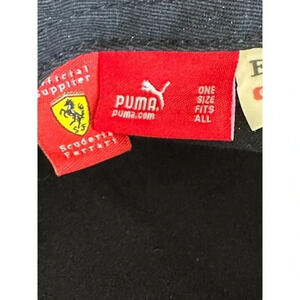 Official
Supplier
Scuderia
Ferrari
PUMA
puma.com
ONE
SIZE
FITS
ALL